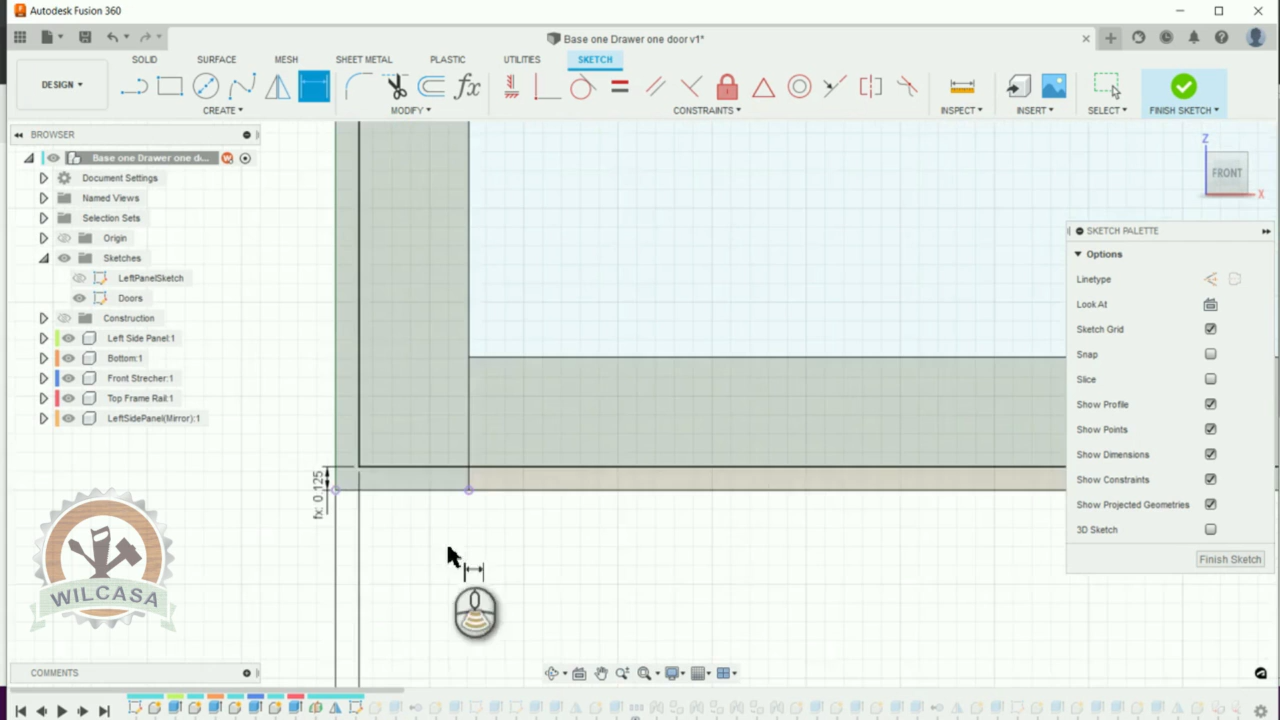 Autodesk Fusion 360
Base one Drawer one door v1*
DESIGN
SOLID
SURFACE
MESH
SHEET METAL
PLASTIC
UTILITIES
SKETCH
CREATE
MODIFY
fx
CONSTRAINTS
INSPECT
INSERT
SELECT
FINISH SKETCH
BROWSER
Base one Drawer one d...
Document Settings
Named Views
Selection Sets
Origin
Sketches
LeftPanelSketch
Doors
Construction
Left Side Panel:1
Bottom:1
Front Strecher:1
Top Frame Rail:1
LeftSidePanel(Mirror):1
Z
FRONT
X
SKETCH PALETTE
Options
Linetype
Look At
Sketch Grid
Snap
Slice
Show Profile
Show Points
Show Dimensions
Show Constraints
Show Projected Geometries
3D Sketch
Finish Sketch
fx: 0.125
WILCASA
COMMENTS